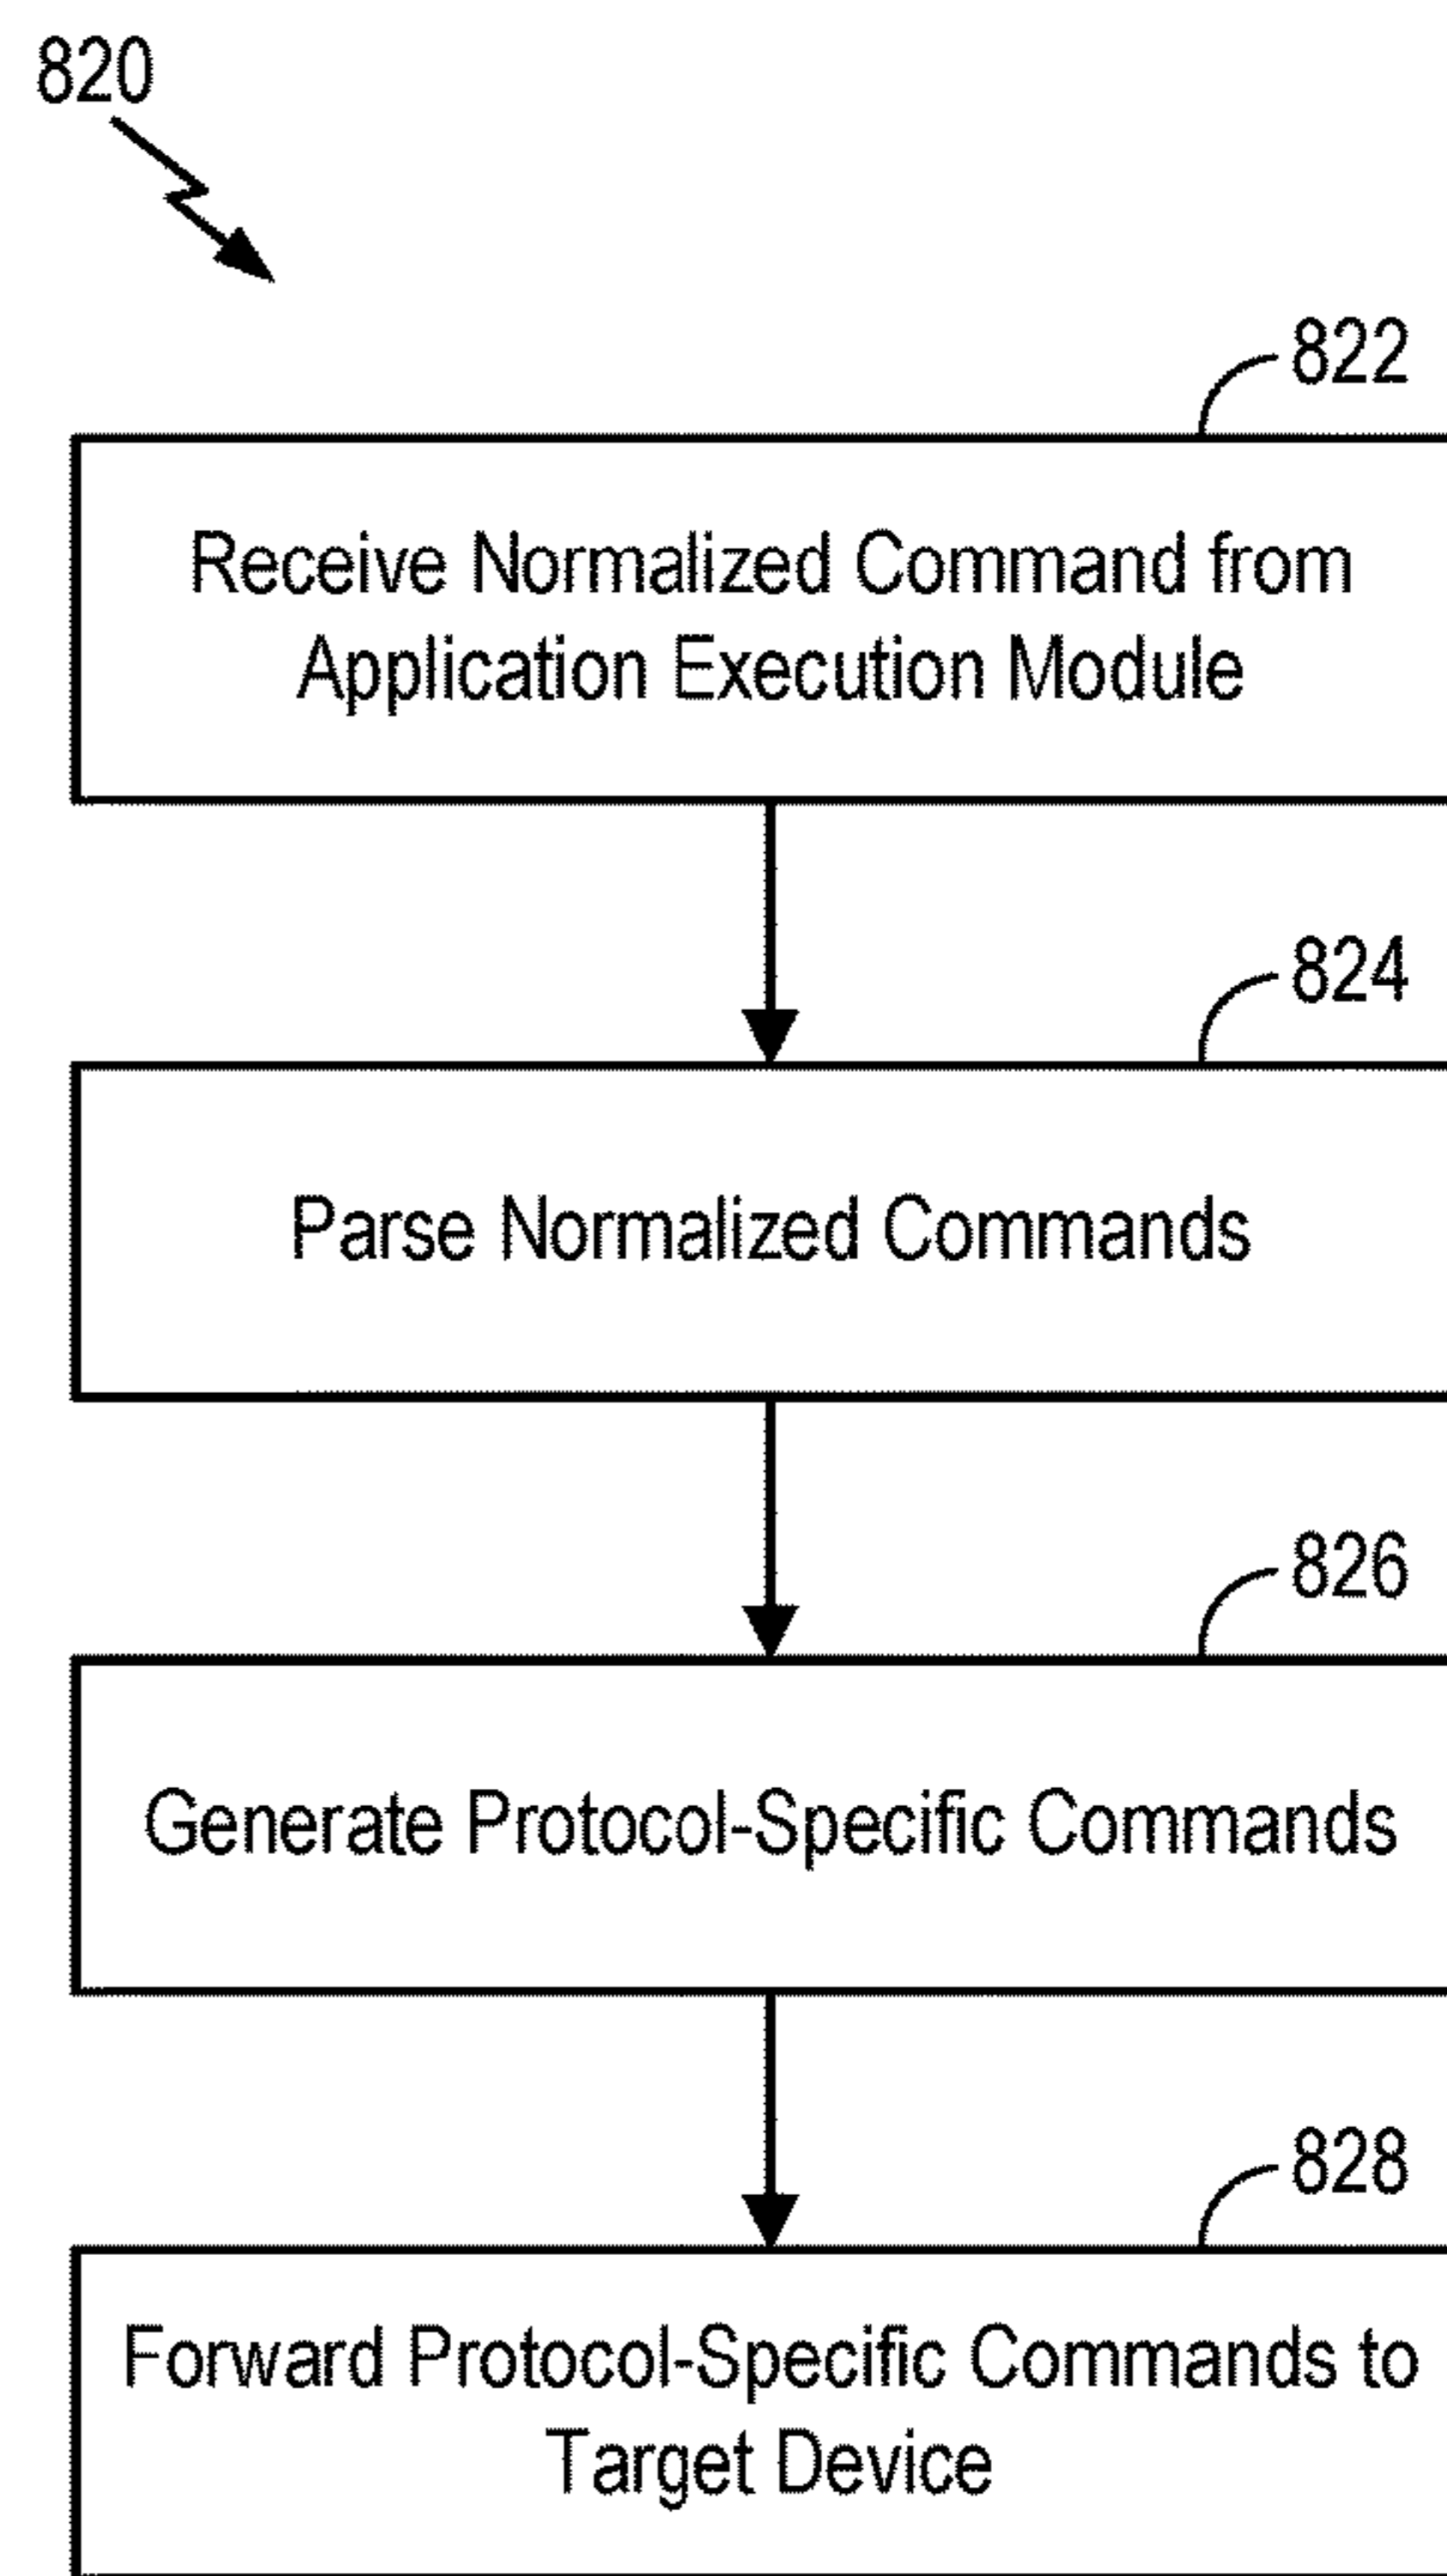 820
822
Receive Normalized Command from
Application Execution Module
824
Parse Normalized Commands
826
Generate Protocol-Specific Commands
828
Forward Protocol-Specific Commands to
Target Device